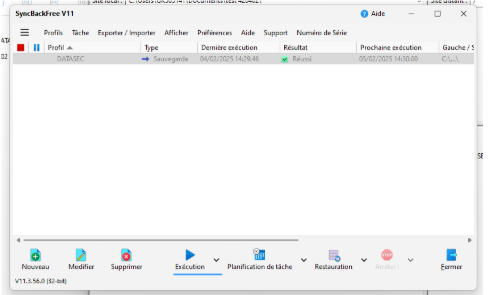 SyncBackFree V11
Aide
Profils Tâche Exporter / Importer Afficher Préférences Aide Support Numéro de Série
Profil Type Dernière exécution Résultat Prochaine exécution Gauche / S
DATASEC Sauvegarde 04/02/2025 14:29:46 Réussi 05/02/2025 14:30:00 C:\...\
Nouveau Modifier Supprimer Exécution Planification de tâche Restauration Arrêter ! Fermer
V11.3.56.0 (32-bit)